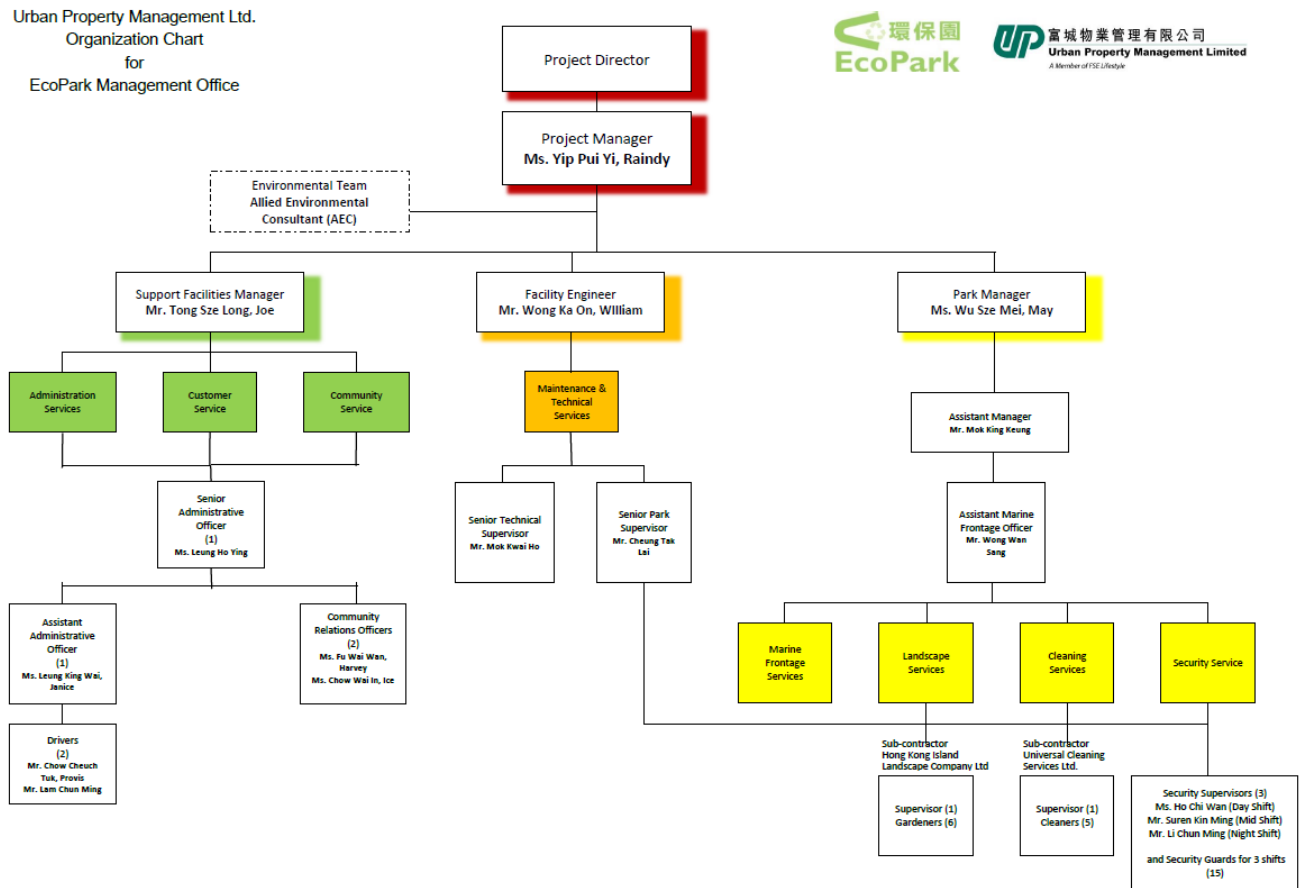 Urban Property Management Ltd.
Organization Chart
for
EcoPark Management Office
環保園
EcoPark
UP
富城物業管理有限公司
Urban Property Management Limited
A Member of FSE Lifestyle
Project Director
Project Manager
Ms. Yip Pui Yi, Raindy
Environmental Team
Allied Environmental
Consultant (AEC)
Support Facilities Manager
Mr. Tong Sze Long, Joe
Facility Engineer
Mr. Wong Ka On, WIlliam
Park Manager
Ms. Wu Sze Mei, May
Administration
Services
Customer
Service
Community
Service
Maintenance &
Technical
Services
Assistant Manager
Mr. Mok King Keung
Senior
Administrative
Officer
(1)
Ms. Leung Ho Ying
Senior Technical
Supervisor
Mr. Mok Kwai Ho
Senior Park
Supervisor
Mr. Cheung Tak
Lai
Assistant Marine
Frontage Officer
Mr. Wong Wan
Sang
Assistant
Administrative
Officer
(1)
Ms. Leung King Wai,
Janice
Community
Relations Officers
(2)
Ms. Fu Wai Wan,
Harvey
Ms. Chow Wai In, Ice
Marine
Frontage
Services
Landscape
Services
Cleaning
Services
Security Service
Drivers
(2)
Mr. Chow Cheuch
Tuk, Provis
Mr. Lam Chun Ming
Sub-contractor
Hong Kong Island
Landscape Company Ltd
Sub-contractor
Universal Cleaning
Services Ltd.
Supervisor (1)
Gardeners (6)
Supervisor (1)
Cleaners (5)
Security Supervisors (3)
Ms. Ho Chi Wan (Day Shift)
Mr. Suren Kin Ming (Mid Shift)
Mr. Li Chun Ming (Night Shift)
and Security Guards for 3 shifts
(15)